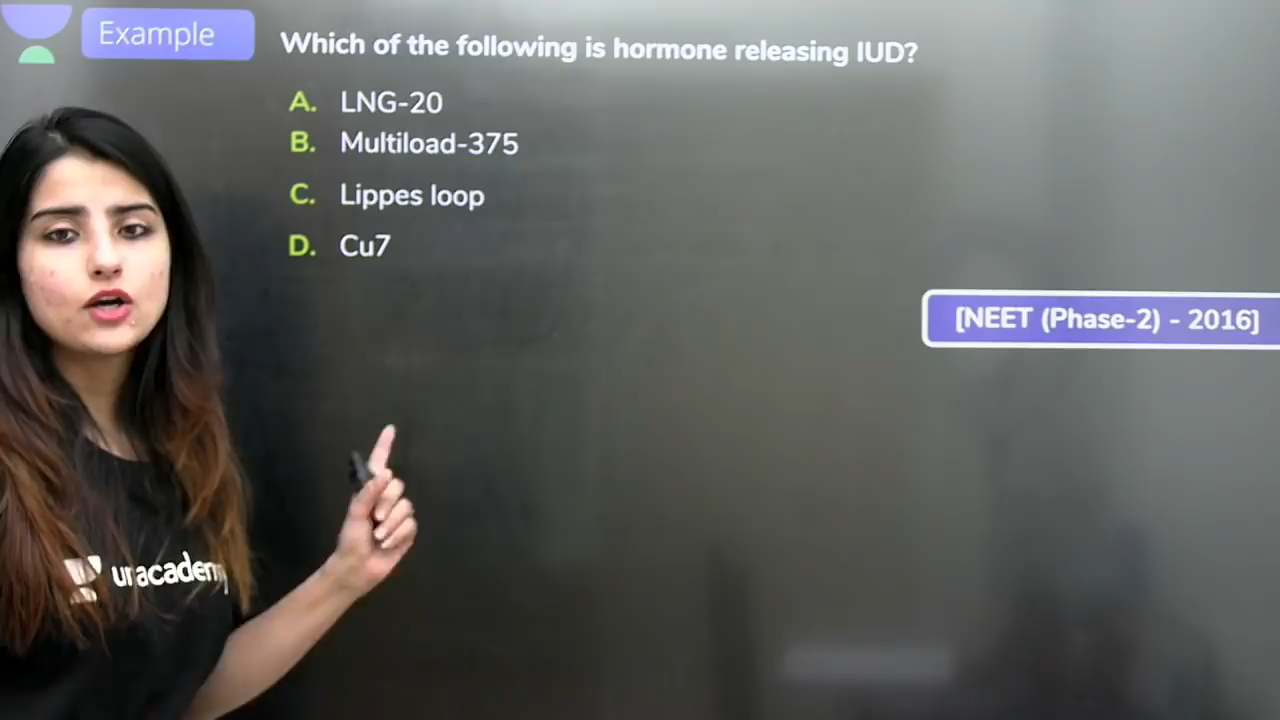 Example
Which of the following is hormone releasing IUD?
A. LNG-20
B. Multiload-375
C. Lippes loop
D. Cu7
[NEET (Phase-2) - 2016]
unacademy